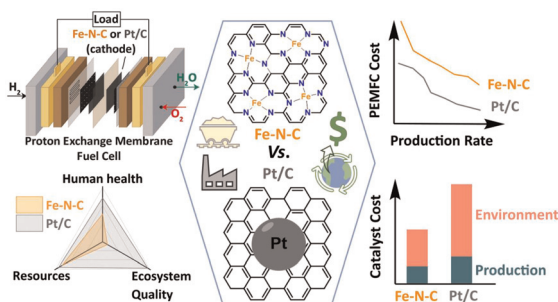 Load
Fe-N-C or Pt/C
(cathode)
H2
H2O
O2
Proton Exchange Membrane
Fuel Cell
Human health
Fe-N-C
Pt/C
Resources
Ecosystem
Quality
N
N
N
N
Fe
N
N
Fe
N
N
N
N
Fe
N
N
Fe
N
N
N
N
Fe-N-C
Vs.
Pt/C
$
Pt
PEMFC Cost
Fe-N-C
Pt/C
Production Rate
Catalyst Cost
Environment
Production
Fe-N-C
Pt/C